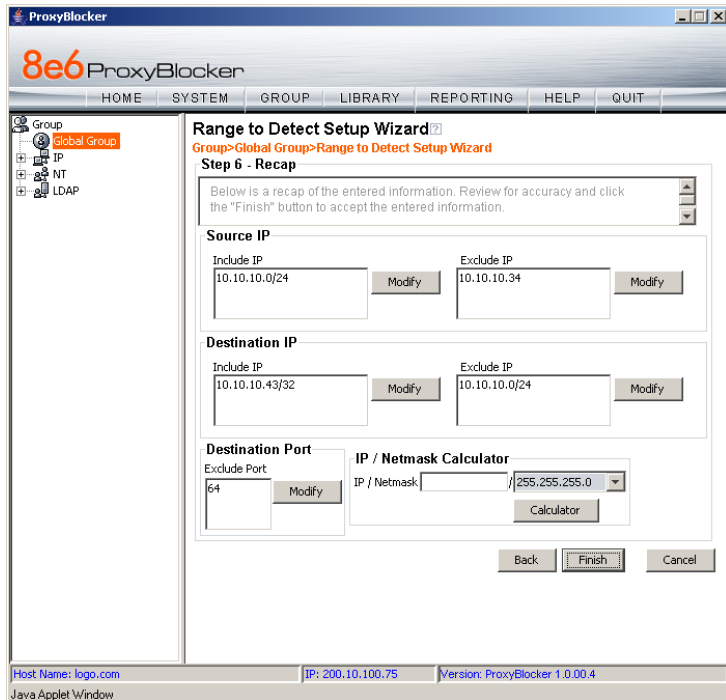 ProxyBlocker
8e6 ProxyBlocker
HOME SYSTEM GROUP LIBRARY REPORTING HELP QUIT
Group
Global Group
IP
NT
LDAP
Range to Detect Setup Wizard?
Group>Global Group>Range to Detect Setup Wizard
Step 6 - Recap
Below is a recap of the entered information. Review for accuracy and click
the "Finish" button to accept the entered information.
Source IP
Include IP Exclude IP
10.10.10.0/24 Modify 10.10.10.34 Modify
Destination IP
Include IP Exclude IP
10.10.10.43/32 Modify 10.10.10.0/24 Modify
Destination Port
Exclude Port
64 Modify
IP / Netmask Calculator
IP / Netmask / 255.255.255.0
Calculator
Back Finish Cancel
Host Name: logo.com IP: 200.10.100.75 Version: ProxyBlocker 1.0.00.4
Java Applet Window